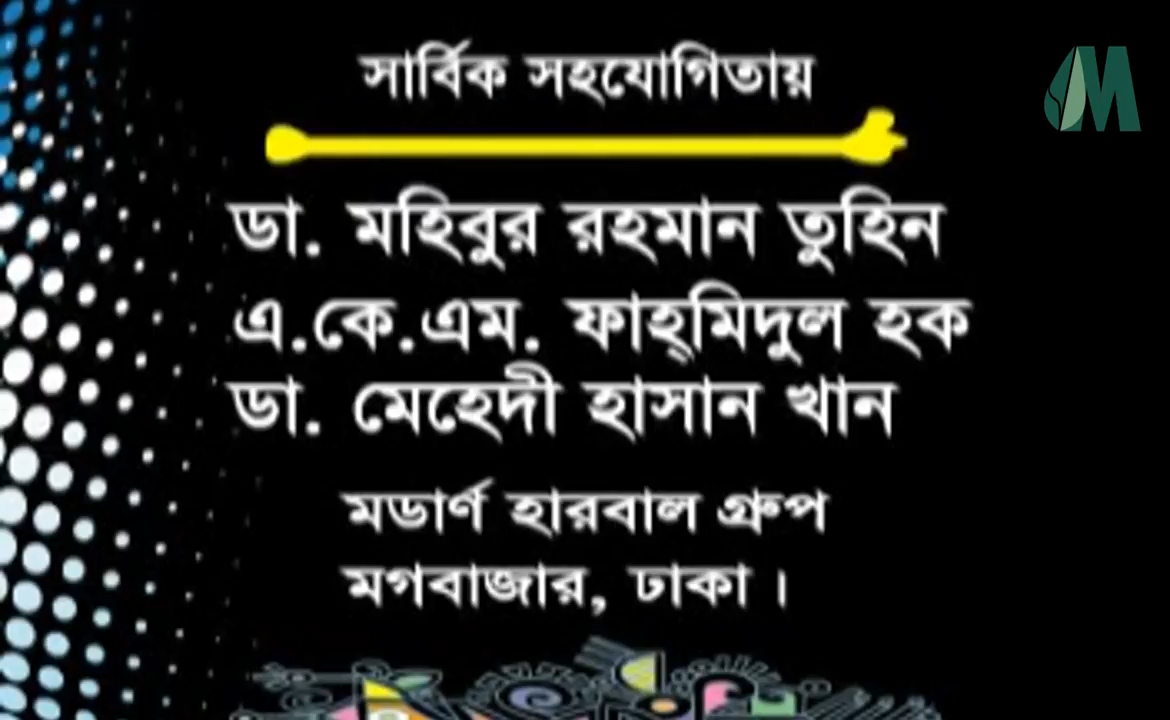 সার্বিক সহযোগিতায়
M
ডা. মহিবুর রহমান তুহিন
এ.কে.এম. ফাহ্‌মিদুল হক
ডা. মেহেদী হাসান খান
মডার্ণ হারবাল গ্রুপ
মগবাজার, ঢাকা।